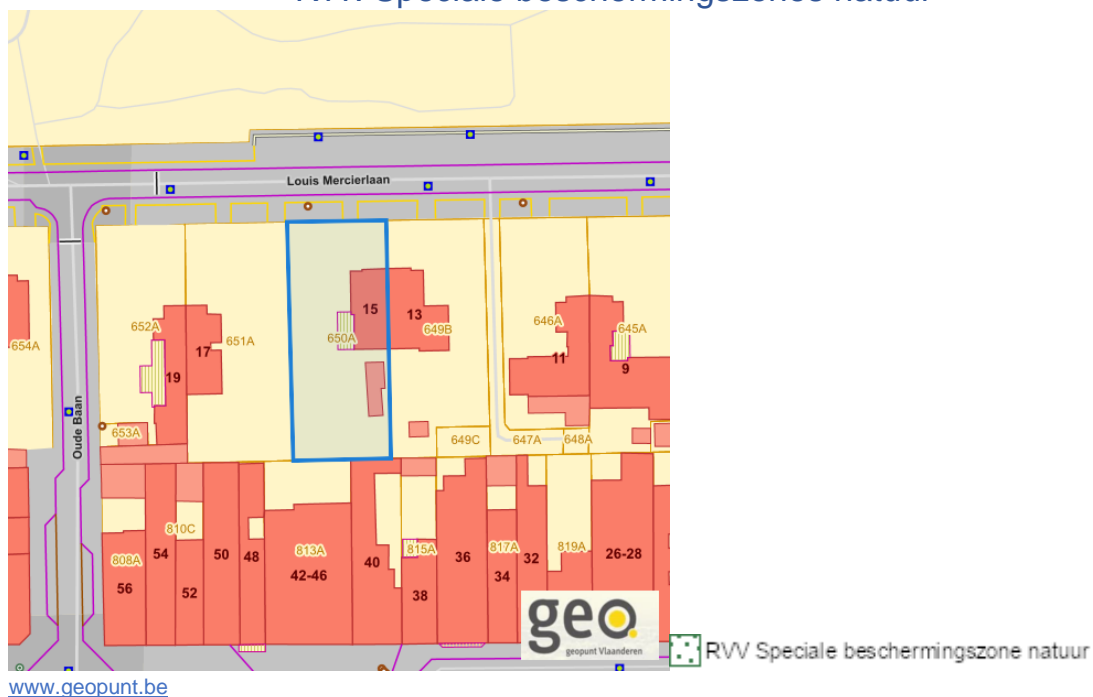 RVV Speciale beschermingszones natuur
Louis Mercierlaan
Oude Baan
654A
652A
19
17
651A
653A
650A
15
13
649B
649C
646A
11
645A
9
647A
648A
808A
56
54
810C
52
50
48
813A
42-46
40
815A
38
36
817A
34
32
819A
26-28
geo.
geopunt Vlaanderen
RVV Speciale beschermingszone natuur
www.geopunt.be